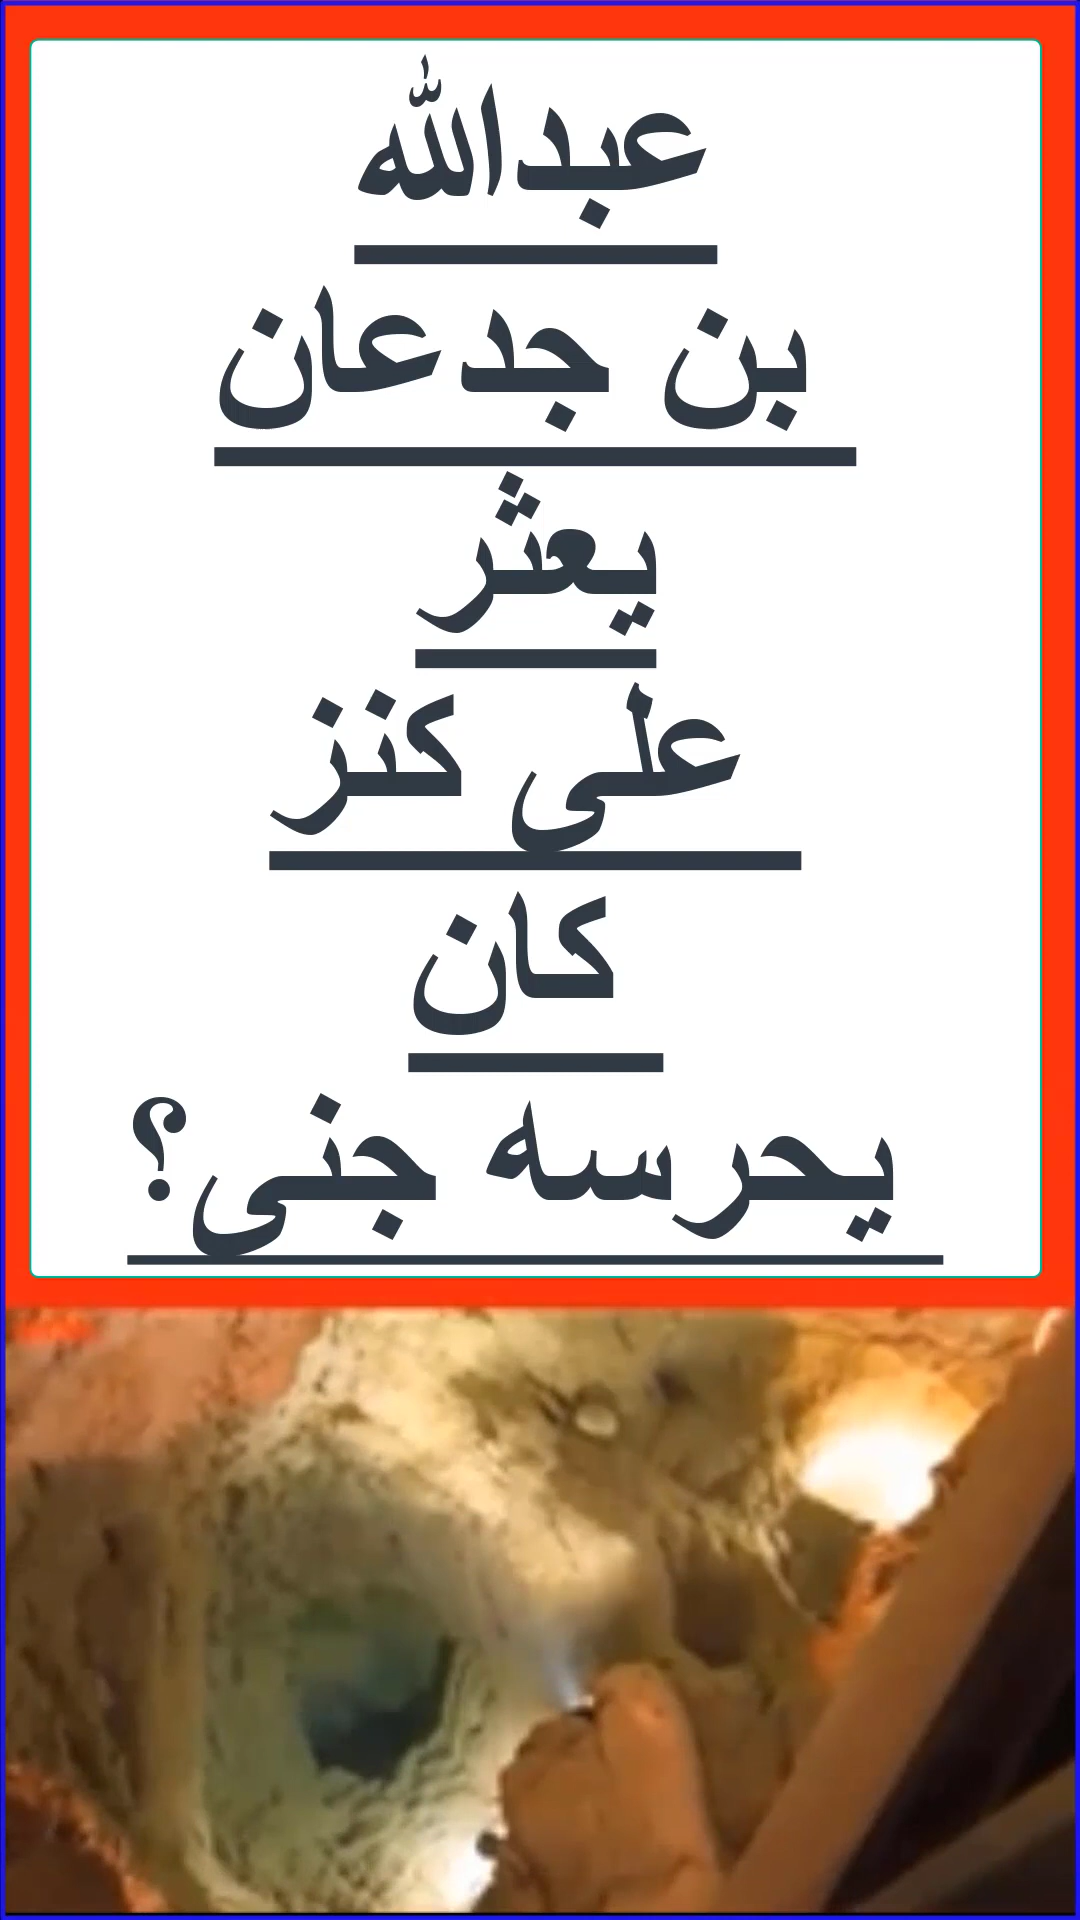 عبدالله
بن جدعان
يعثر
على كنز
كان
يحرسه جني؟